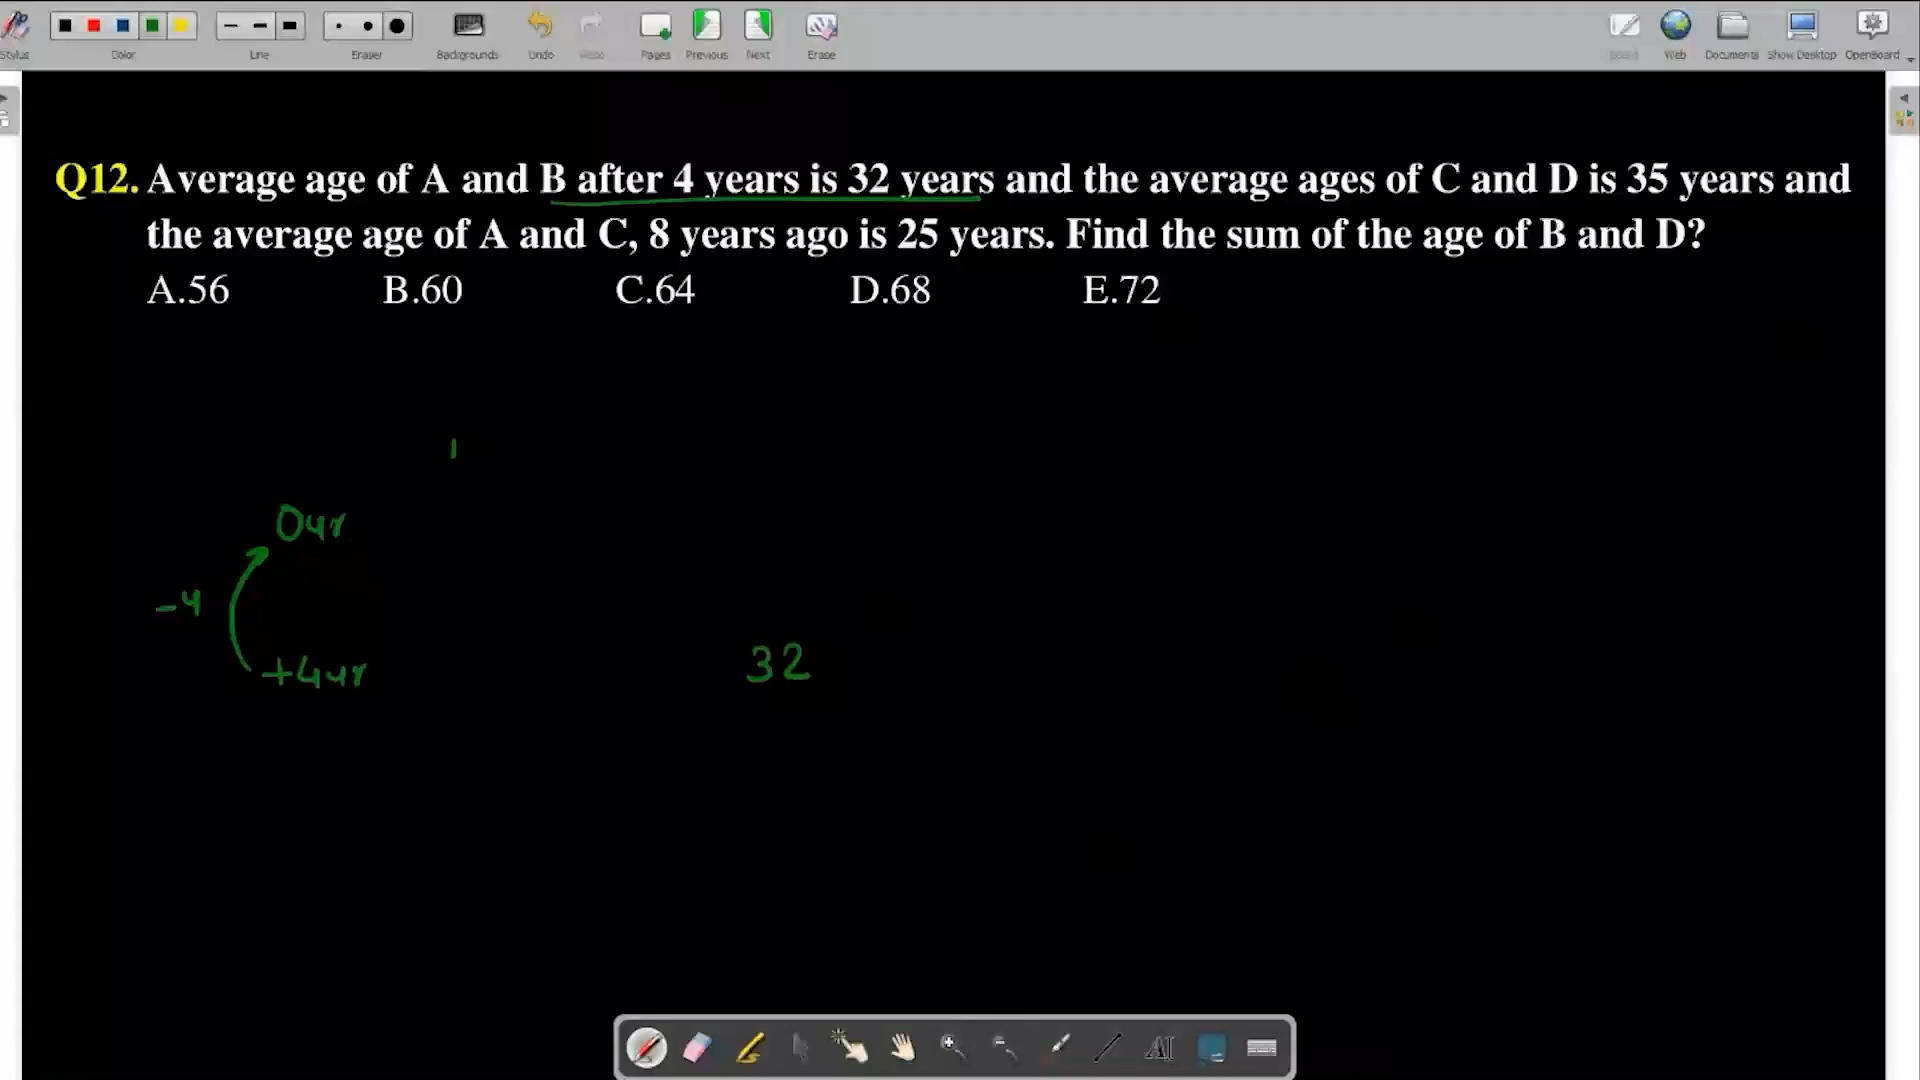 Stylus Color Line Eraser Backgrounds Undo Redo Pages Previous Next Erase Board Web Documents Show Desktop OpenBoard
Q12. Average age of A and B after 4 years is 32 years and the average ages of C and D is 35 years and
the average age of A and C, 8 years ago is 25 years. Find the sum of the age of B and D?
A.56 B.60 C.64 D.68 E.72
0yr
-4
+4yr 32
AI